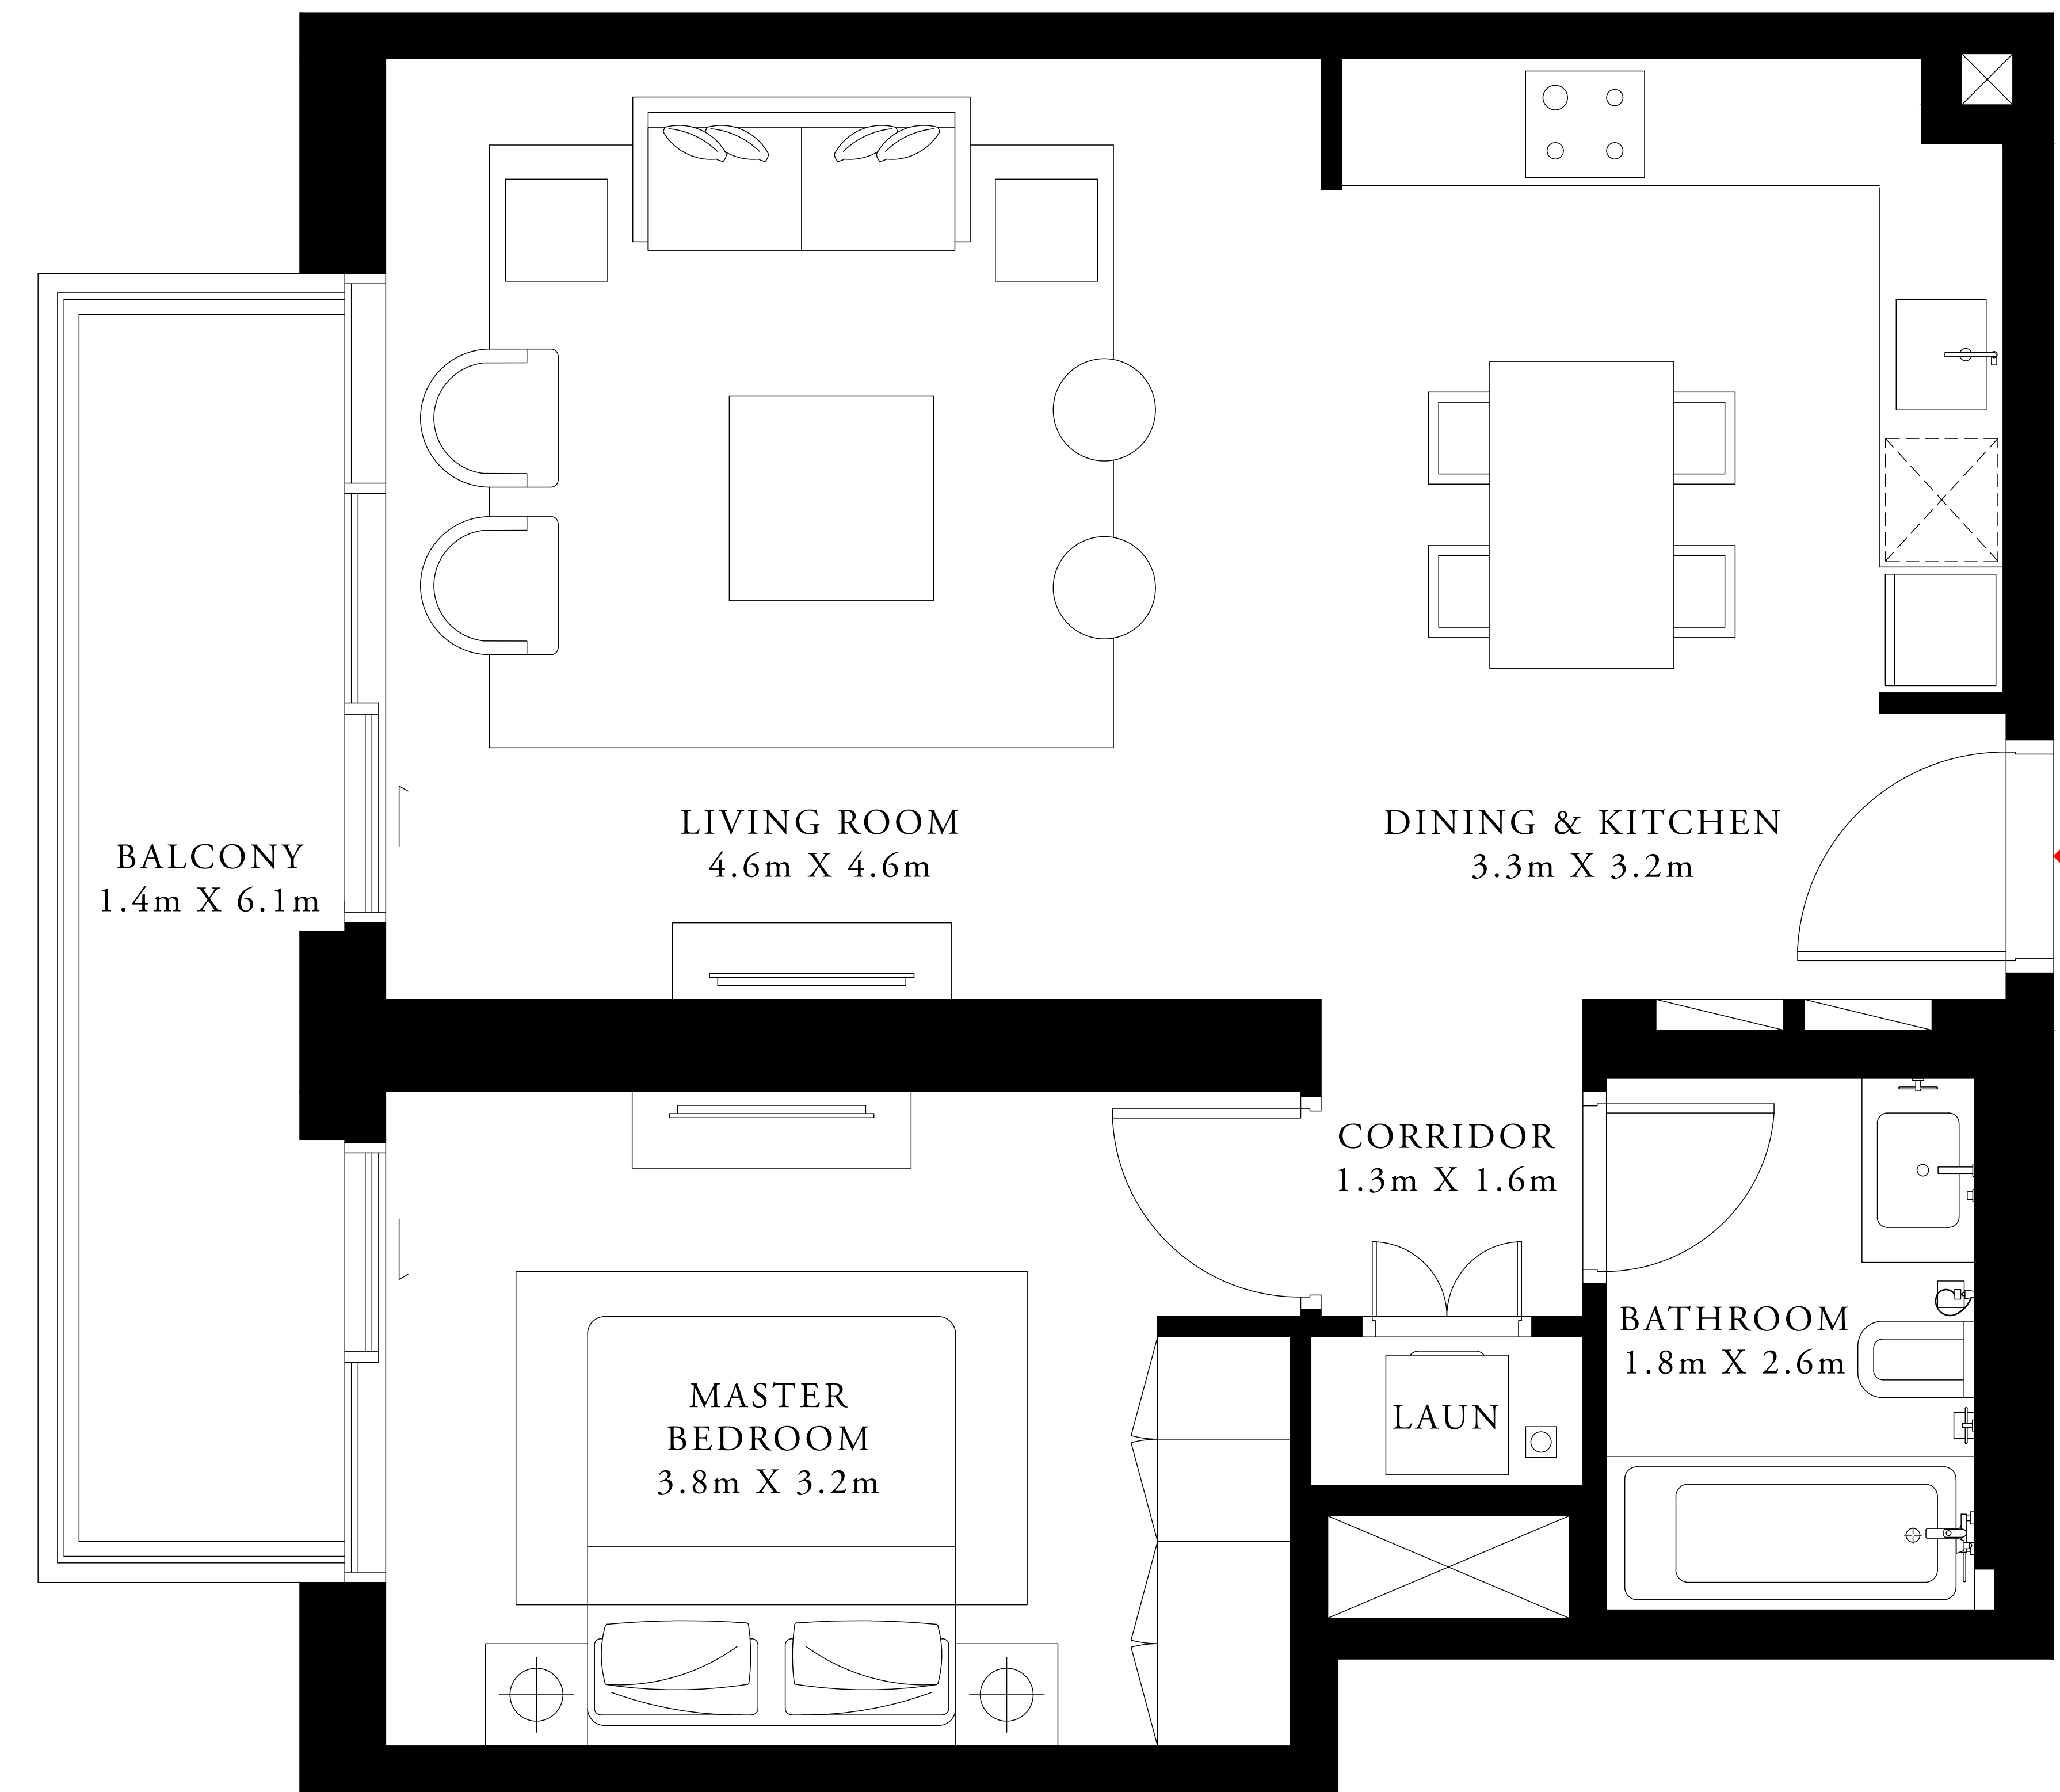 LIVING ROOM
4.6m X 4.6m
DINING & KITCHEN
3.3m X 3.2m
BALCONY
1.4m X 6.1m
CORRIDOR
1.3m X 1.6m
BATHROOM
1.8m X 2.6m
MASTER
BEDROOM
3.8m X 3.2m
LAUN